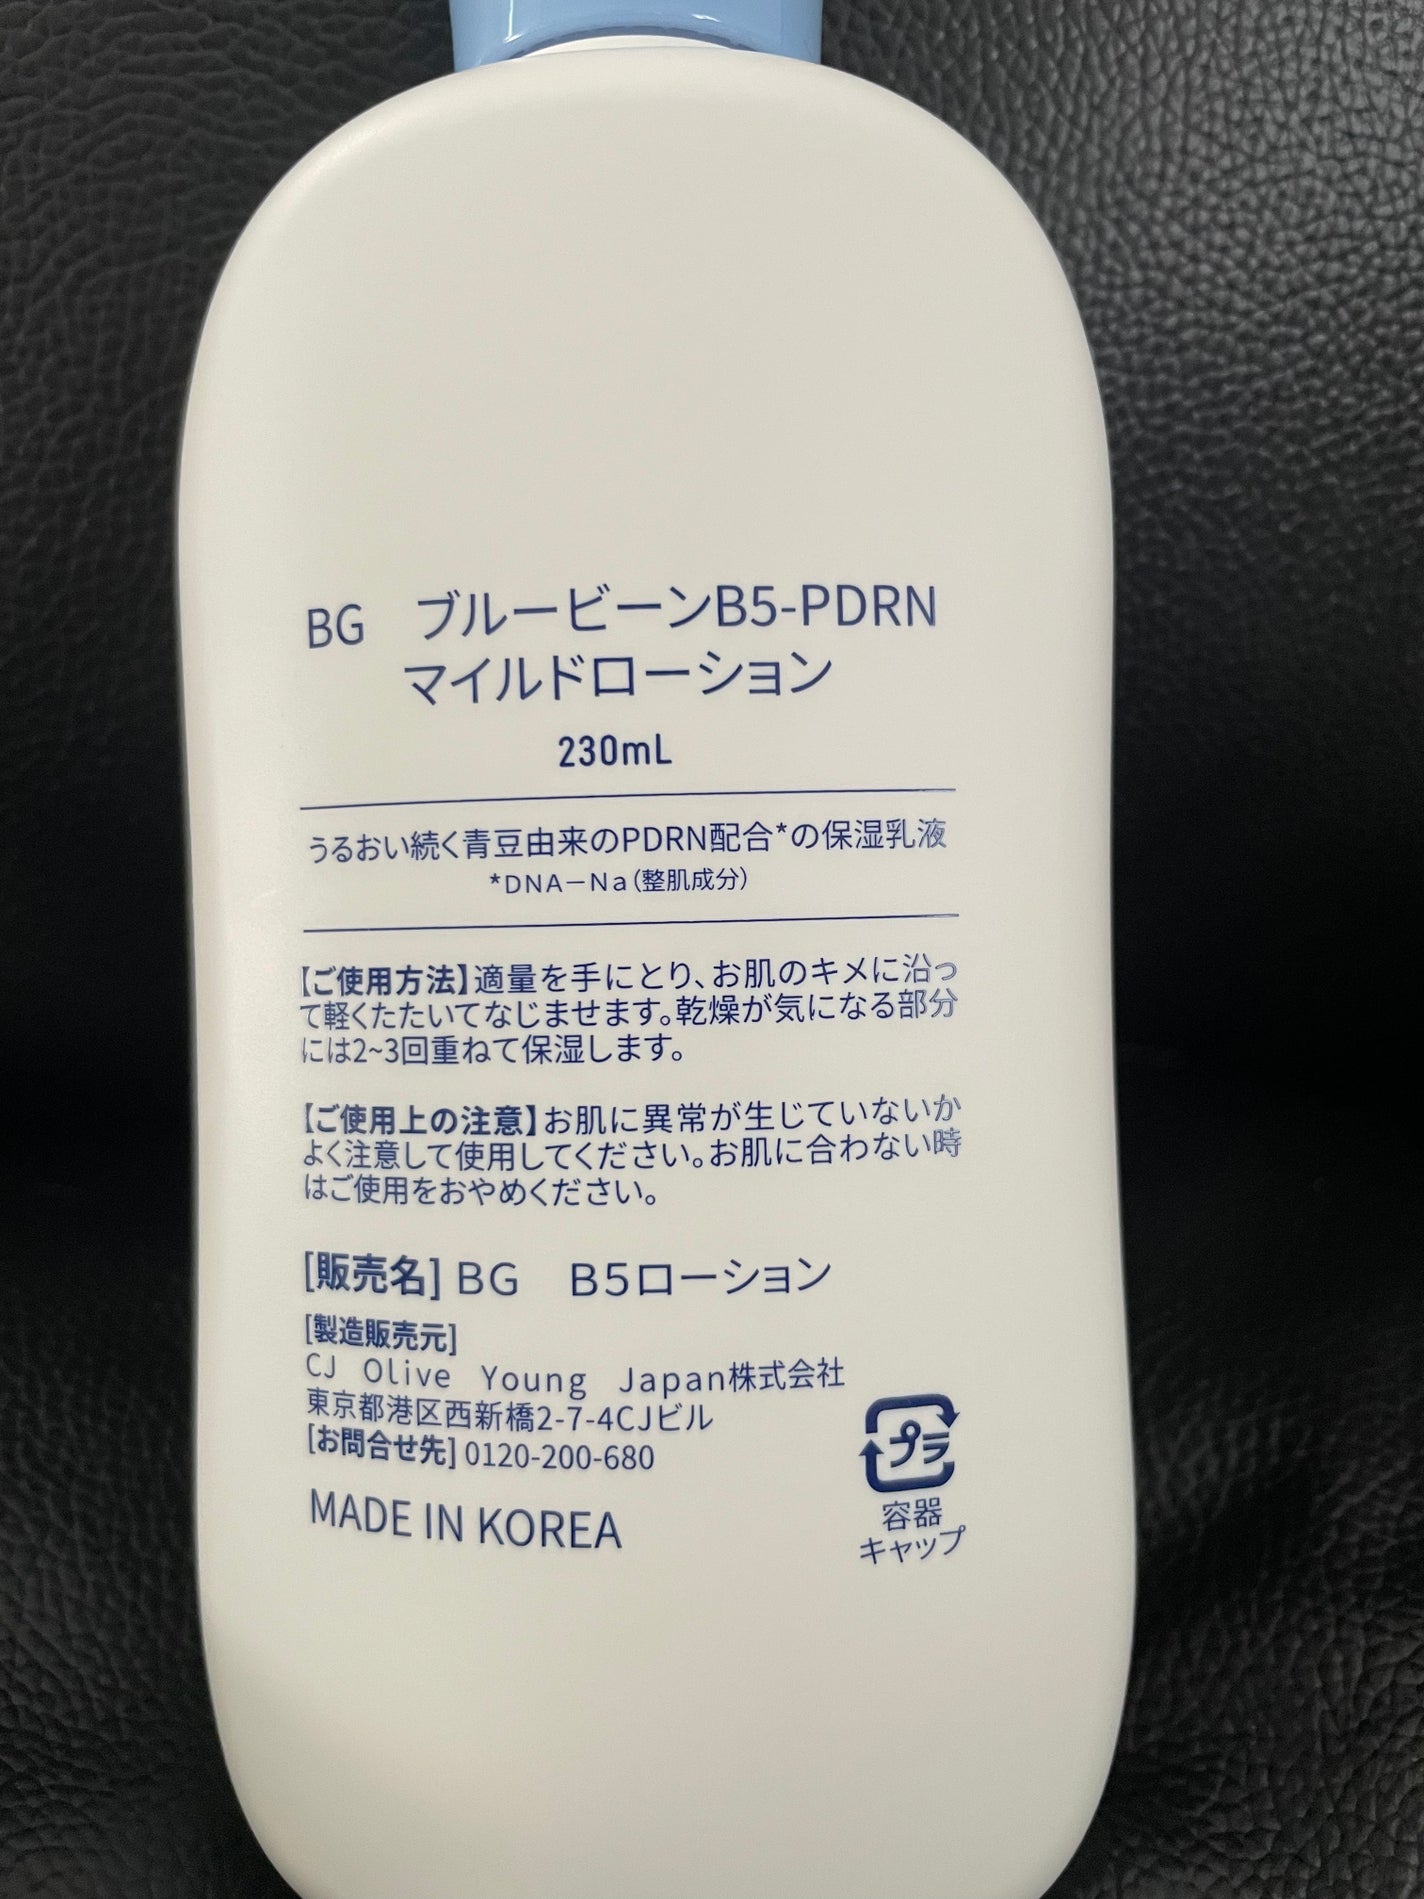 BG　ブルービーンB5-PDRN
マイルドローション
230mL
うるおい続く青豆由来のPDRN配合*の保湿乳液
*DNA－Na（整肌成分）
【ご使用方法】適量を手にとり、お肌のキメに沿っ
て軽くたたいてなじませます。乾燥が気になる部分
には2~3回重ねて保湿します。
【ご使用上の注意】お肌に異常が生じていないか
よく注意して使用してください。お肌に合わない時
はご使用をおやめください。
[販売名] BG　B5ローション
[製造販売元]
CJ　Olive　Young　Japan株式会社
東京都港区西新橋2-7-4CJビル
[お問合せ先] 0120-200-680
MADE IN KOREA
プラ
容器
キャップ